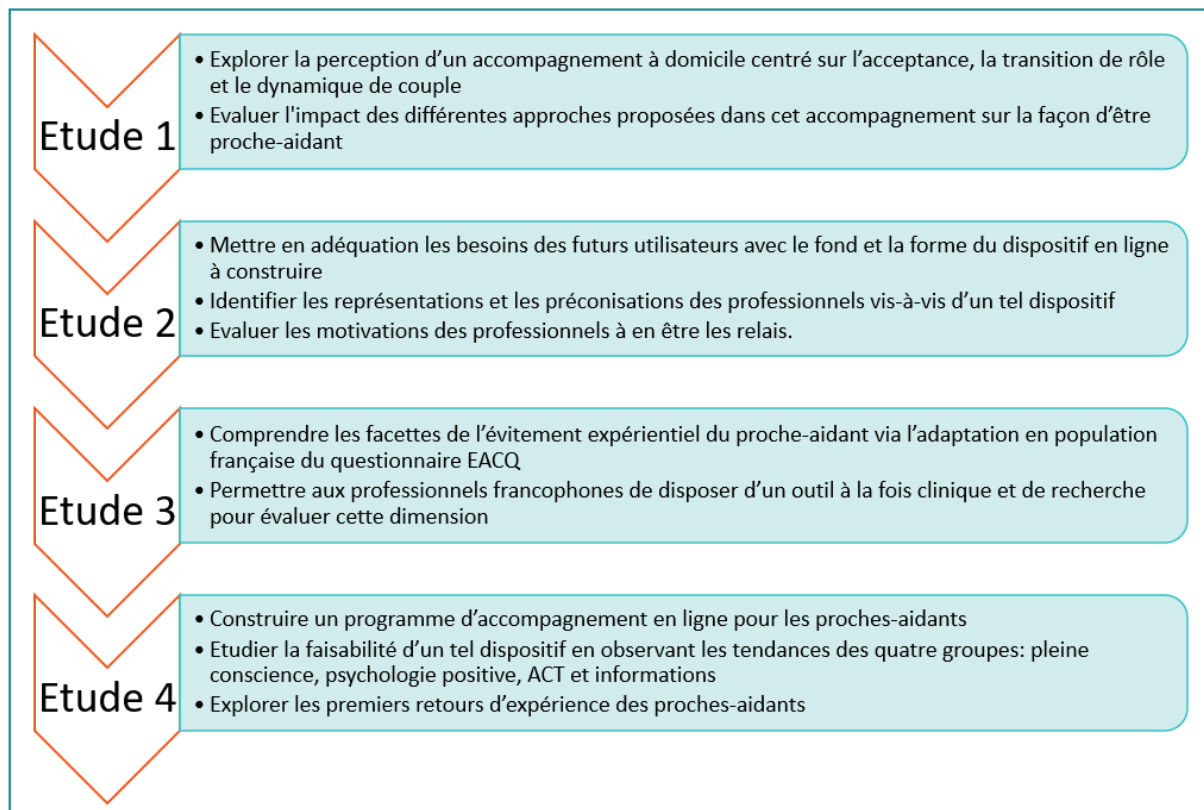 Etude 1
• Explorer la perception d’un accompagnement à domicile centré sur l’acceptance, la transition de rôle
et le dynamique de couple
• Evaluer l'impact des différentes approches proposées dans cet accompagnement sur la façon d’être
proche-aidant
Etude 2
• Mettre en adéquation les besoins des futurs utilisateurs avec le fond et la forme du dispositif en ligne
à construire
• Identifier les représentations et les préconisations des professionnels vis-à-vis d’un tel dispositif
• Evaluer les motivations des professionnels à en être les relais.
Etude 3
• Comprendre les facettes de l’évitement expérientiel du proche-aidant via l’adaptation en population
française du questionnaire EACQ
• Permettre aux professionnels francophones de disposer d’un outil à la fois clinique et de recherche
pour évaluer cette dimension
Etude 4
• Construire un programme d’accompagnement en ligne pour les proches-aidants
• Etudier la faisabilité d’un tel dispositif en observant les tendances des quatre groupes: pleine
conscience, psychologie positive, ACT et informations
• Explorer les premiers retours d’expérience des proches-aidants